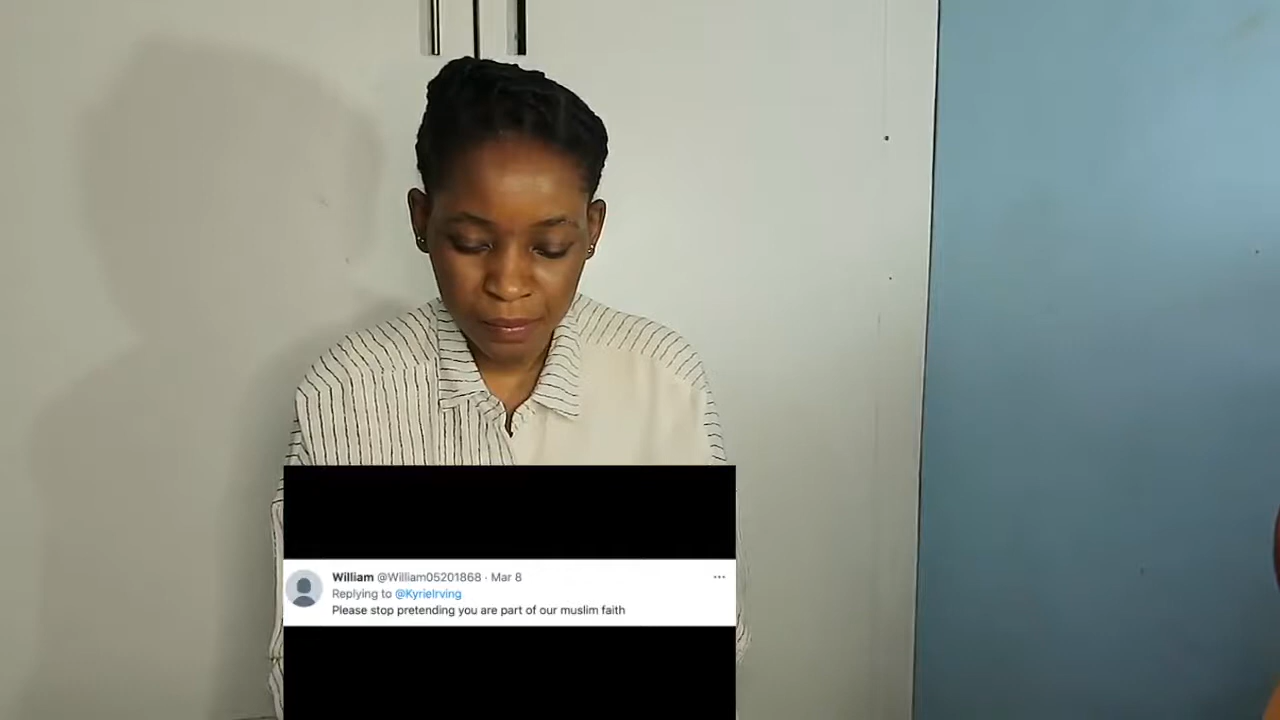 William @William05201868 · Mar 8
Replying to @KyrieIrving
Please stop pretending you are part of our muslim faith